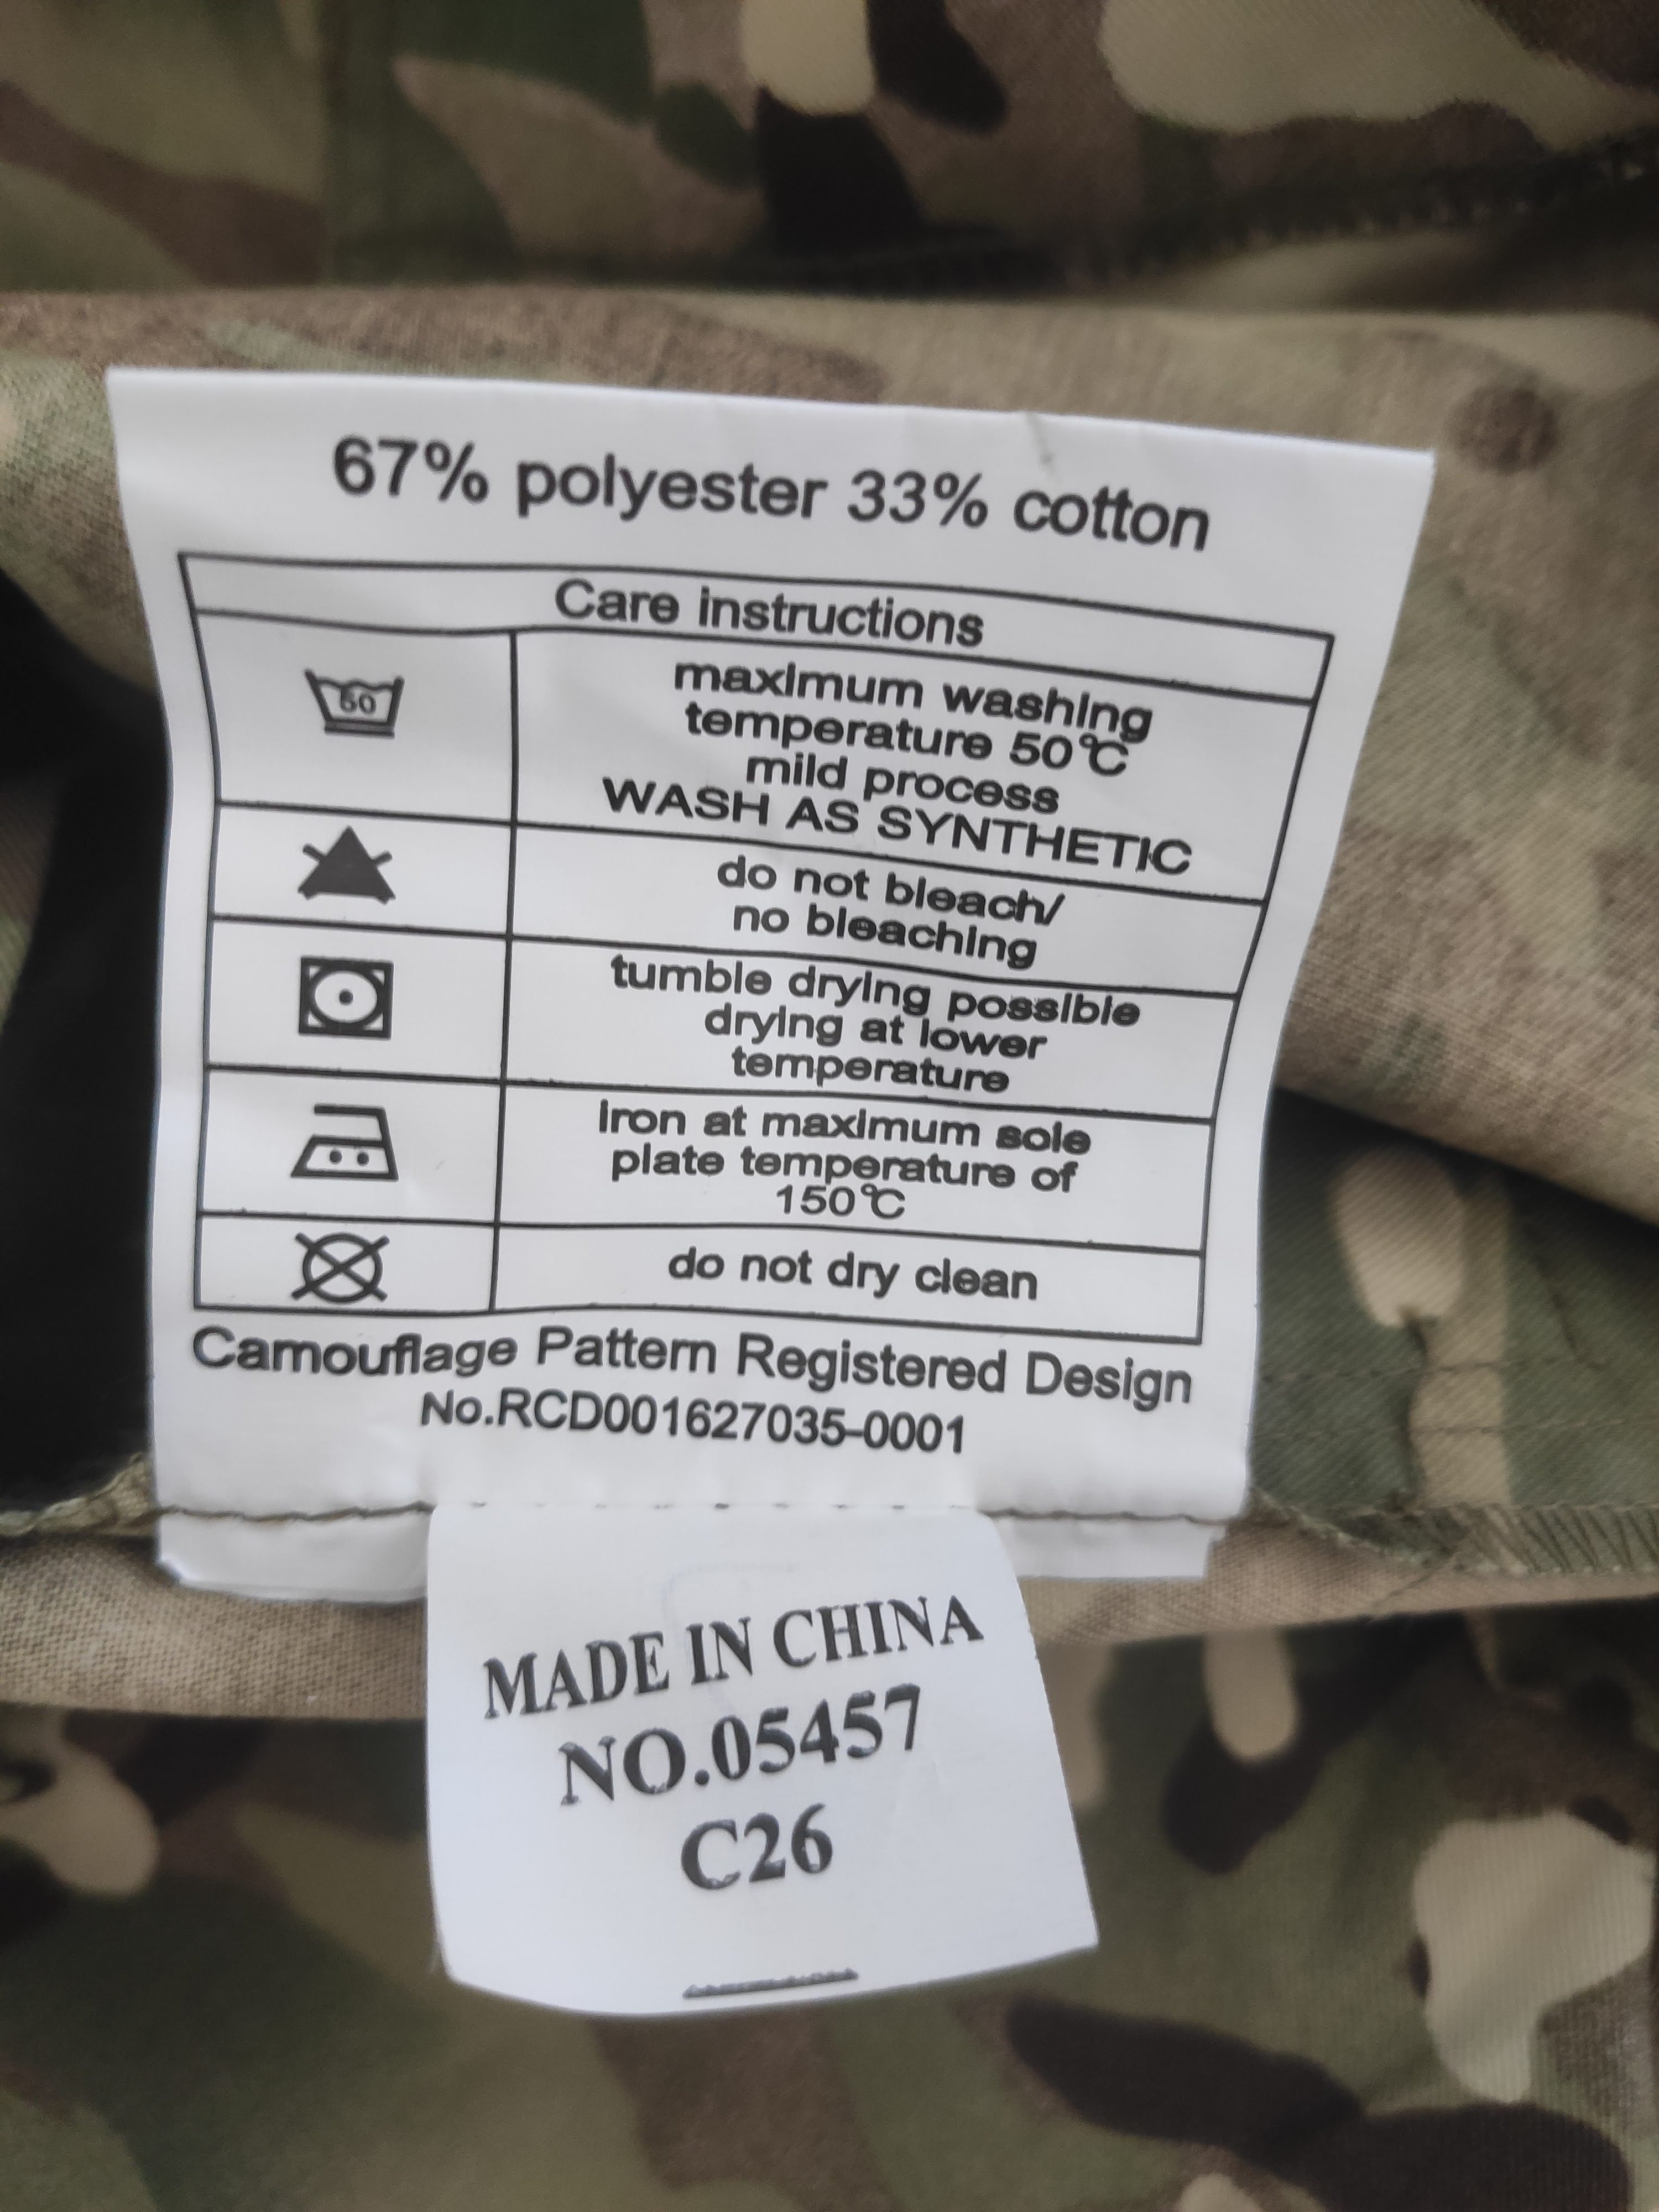 67% polyester 33% cotton
Care instructions
50
maximum washing
temperature 50℃
mild process
WASH AS SYNTHETIC
do not bleach/
no bleaching
tumble drying possible
drying at lower
temperature
iron at maximum sole
plate temperature of
150℃
do not dry clean
Camouflage Pattern Registered Design
No.RCD001627035-0001
MADE IN CHINA
NO.05457
C26